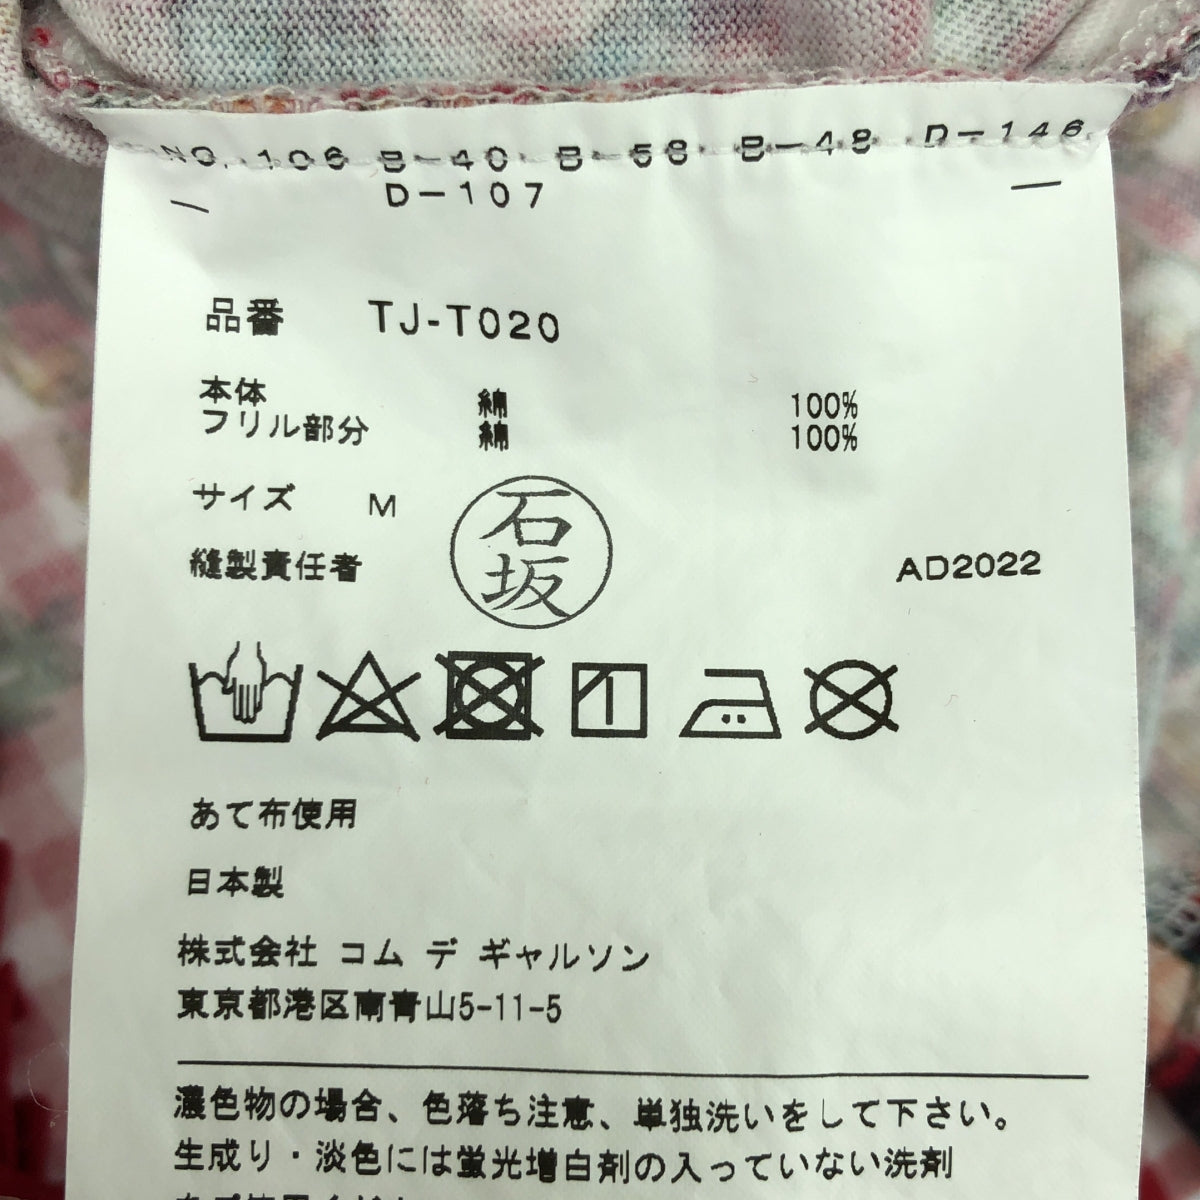 NO. 106 B-40 B-58 B-48 D-146
D-107
品番 TJ-T020
本体 綿 100%
フリル部分 綿 100%
サイズ M
石坂
縫製責任者 AD2022
あて布使用
日本製
株式会社 コム デ ギャルソン
東京都港区南青山5-11-5
濃色物の場合、色落ち注意、単独洗いをして下さい。
生成り・淡色には蛍光増白剤の入っていない洗剤